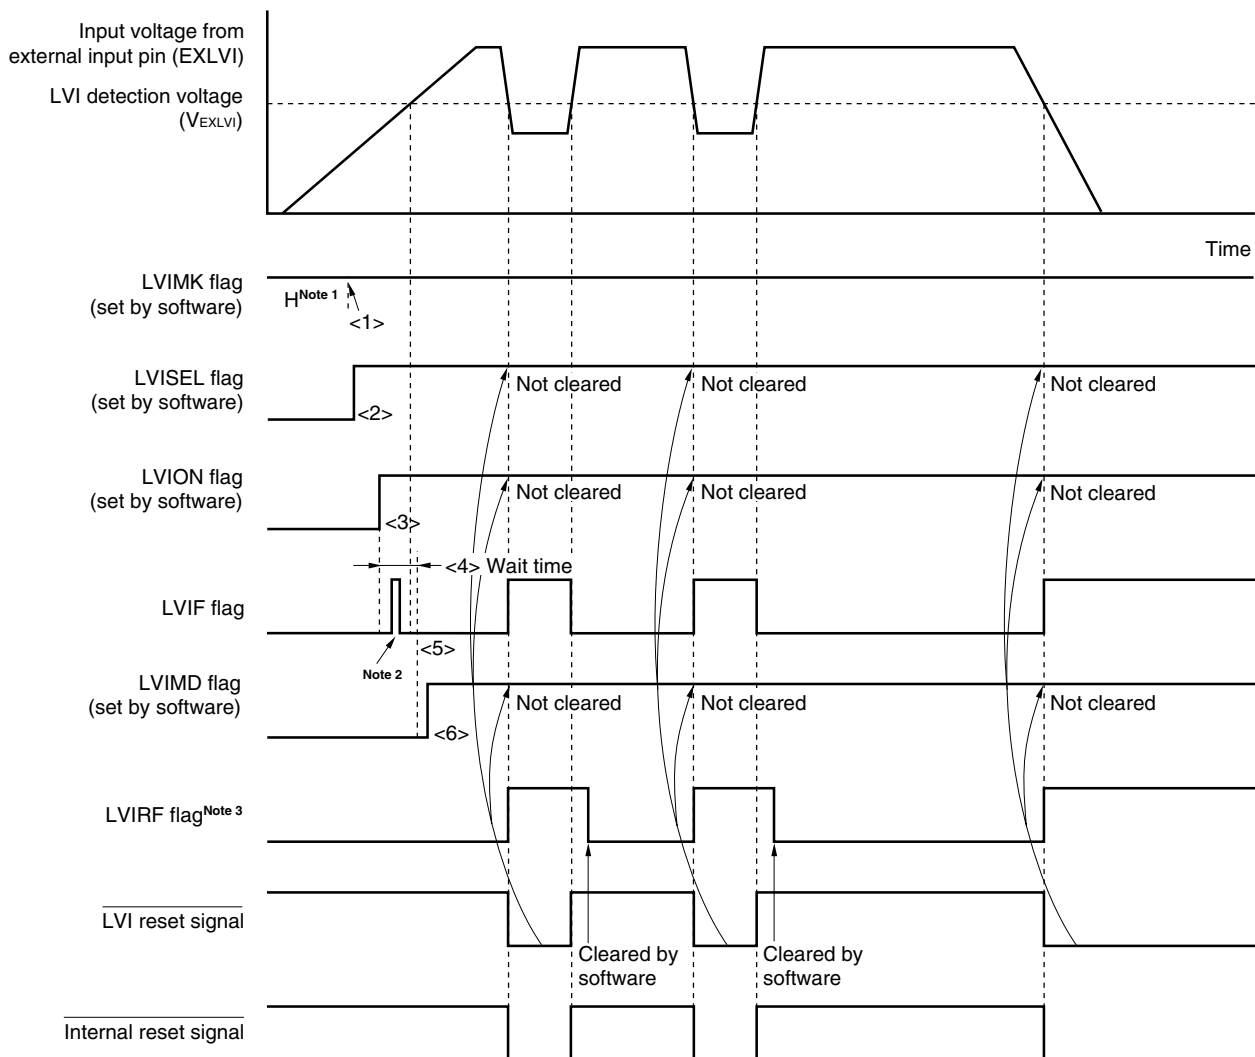 Input voltage from
external input pin (EXLVI)
LVI detection voltage
(VEXLVI)
Time
LVIMK flag
(set by software)
HNote 1
<1>
LVISEL flag
(set by software)
<2>
Not cleared
Not cleared
Not cleared
LVION flag
(set by software)
<3>
Not cleared
Not cleared
Not cleared
<4> Wait time
LVIF flag
Note 2
<5>
LVIMD flag
(set by software)
<6>
Not cleared
Not cleared
Not cleared
LVIRF flagNote 3
LVI reset signal
Cleared by
software
Cleared by
software
Internal reset signal